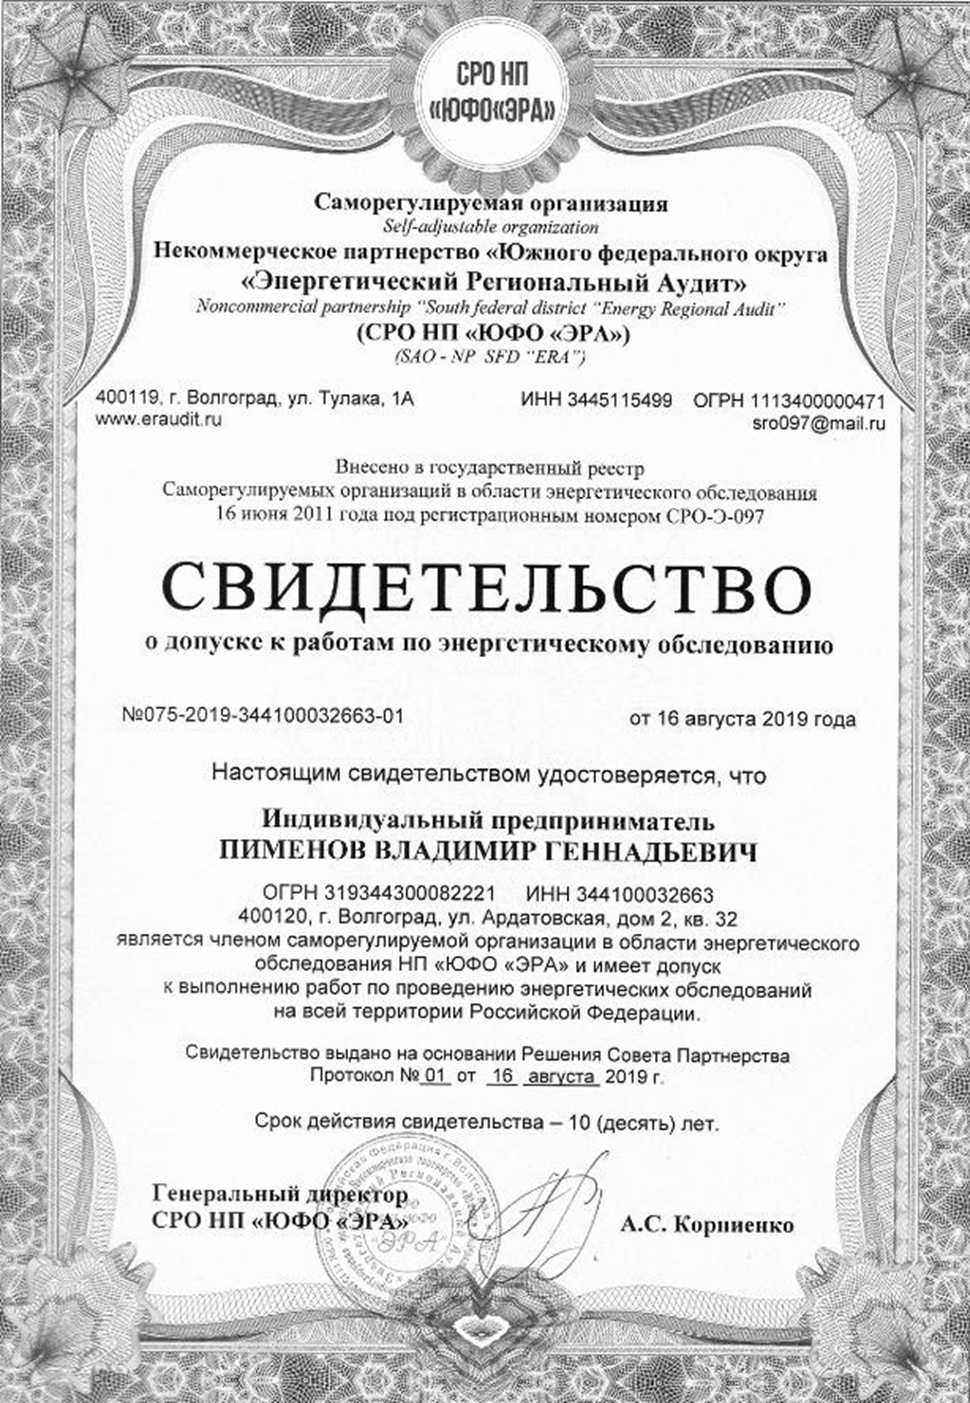 СРО НП
«ЮФО«ЭРА»
Саморегулируемая организация
Self-adjustable organization
Некоммерческое партнерство «Южного федерального округа
«Энергетический Региональный Аудит»
Noncommercial partnership "South federal district "Energy Regional Audit"
(СРО НП «ЮФО «ЭРА»)
(SAO - NP SFD "ERA")
400119, г. Волгоград, ул. Тулака, 1А ИНН 3445115499 ОГРН 1113400000471
www.eraudit.ru sro097@mail.ru
Внесено в государственный реестр
Саморегулируемых организаций в области энергетического обследования
16 июня 2011 года под регистрационным номером СРО-Э-097
СВИДЕТЕЛЬСТВО
о допуске к работам по энергетическому обследованию
№075-2019-344100032663-01 от 16 августа 2019 года
Настоящим свидетельством удостоверяется, что
Индивидуальный предприниматель
ПИМЕНОВ ВЛАДИМИР ГЕННАДЬЕВИЧ
ОГРН 319344300082221 ИНН 344100032663
400120, г. Волгоград, ул. Ардатовская, дом 2, кв. 32
является членом саморегулируемой организации в области энергетического
обследования НП «ЮФО «ЭРА» и имеет допуск
к выполнению работ по проведению энергетических обследований
на всей территории Российской Федерации.
Свидетельство выдано на основании Решения Совета Партнерства
Протокол № 01 от 16 августа 2019 г.
Срок действия свидетельства – 10 (десять) лет.
Генеральный директор
СРО НП «ЮФО «ЭРА» А.С. Корниенко
«ЭРА»